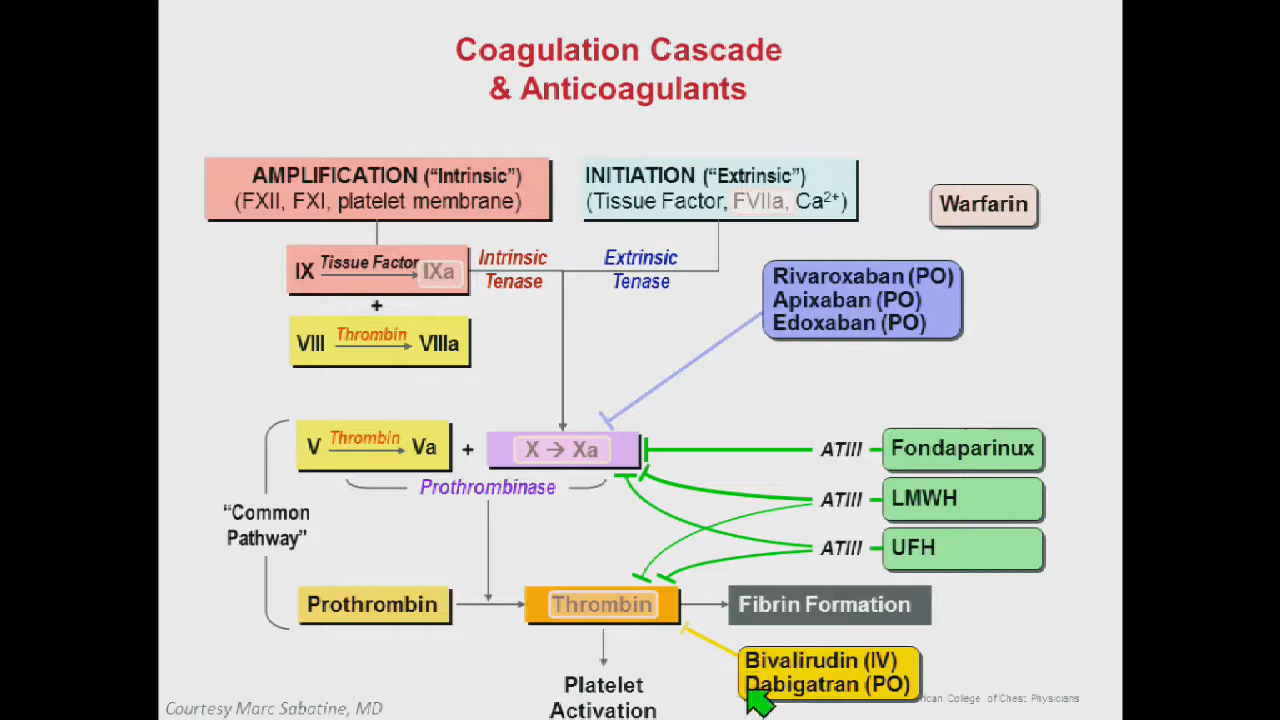 Coagulation Cascade
& Anticoagulants
AMPLIFICATION (“Intrinsic”)
(FXII, FXI, platelet membrane)
INITIATION (“Extrinsic”)
(Tissue Factor, FVIIa, Ca²⁺)
Warfarin
IX Tissue Factor IXa
Intrinsic
Tenase
Extrinsic
Tenase
Rivaroxaban (PO)
Apixaban (PO)
Edoxaban (PO)
+
VIII Thrombin VIIIa
V Thrombin Va + X → Xa
ATIII Fondaparinux
Prothrombinase
ATIII LMWH
“Common
Pathway”
ATIII UFH
Prothrombin
Thrombin
Fibrin Formation
Bivalirudin (IV)
Dabigatran (PO)
Platelet
Activation
College of Chest Physicians
Courtesy Marc Sabatine, MD